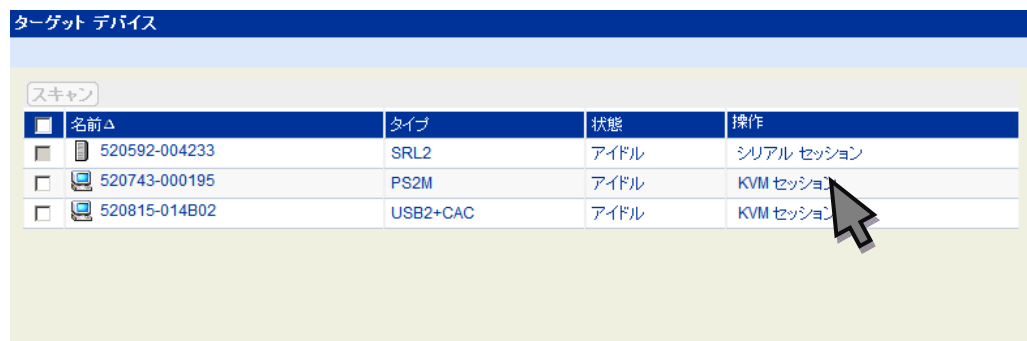 ターゲット デバイス
スキャン
名前 タイプ 状態 操作
520592-004233 SRL2 アイドル シリアル セッション
520743-000195 PS2M アイドル KVM セッション
520815-014B02 USB2+CAC アイドル KVM セッション